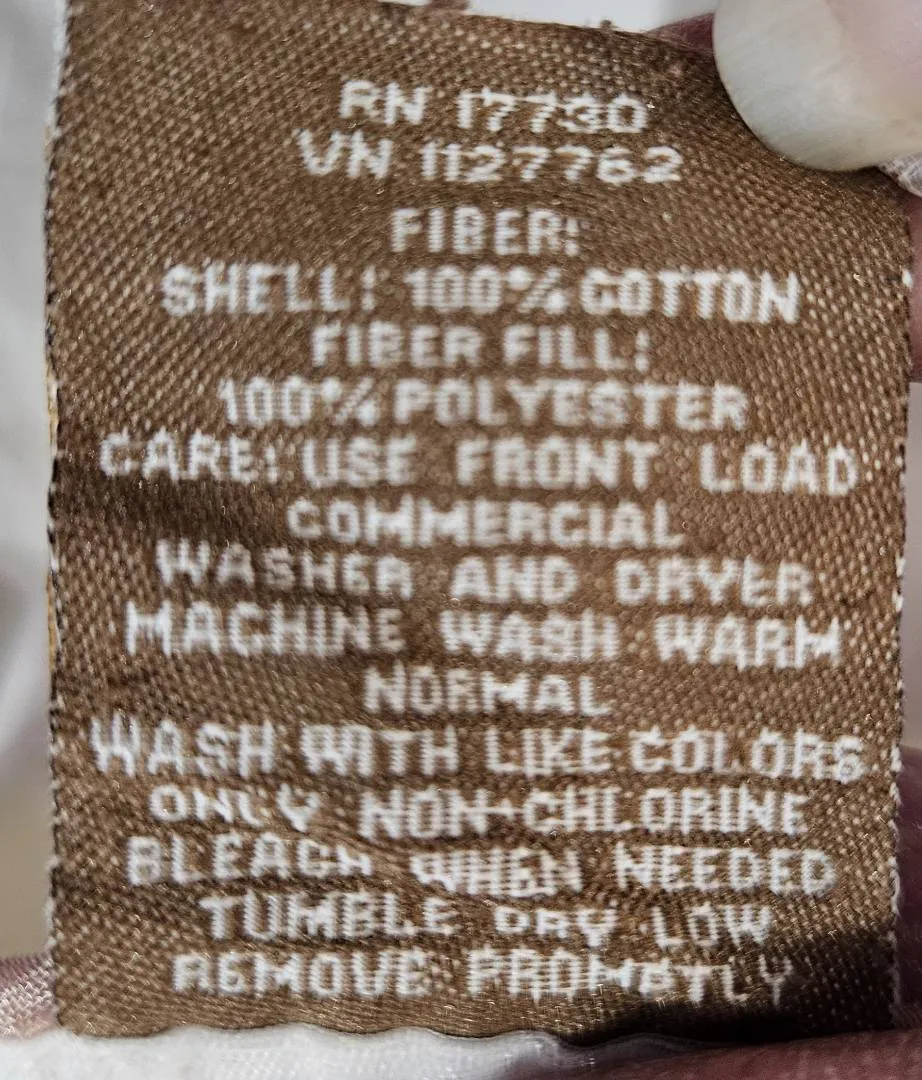 RN 17730
VN 1127762
FIBER:
SHELL: 100% COTTON
FIBER FILL:
100% POLYESTER
CARE: USE FRONT LOAD
COMMERCIAL
WASHER AND DRYER
MACHINE WASH WARM
NORMAL
WASH WITH LIKE COLORS
ONLY NON-CHLORINE
BLEACH WHEN NEEDED
TUMBLE DRY LOW
REMOVE PROMPTLY